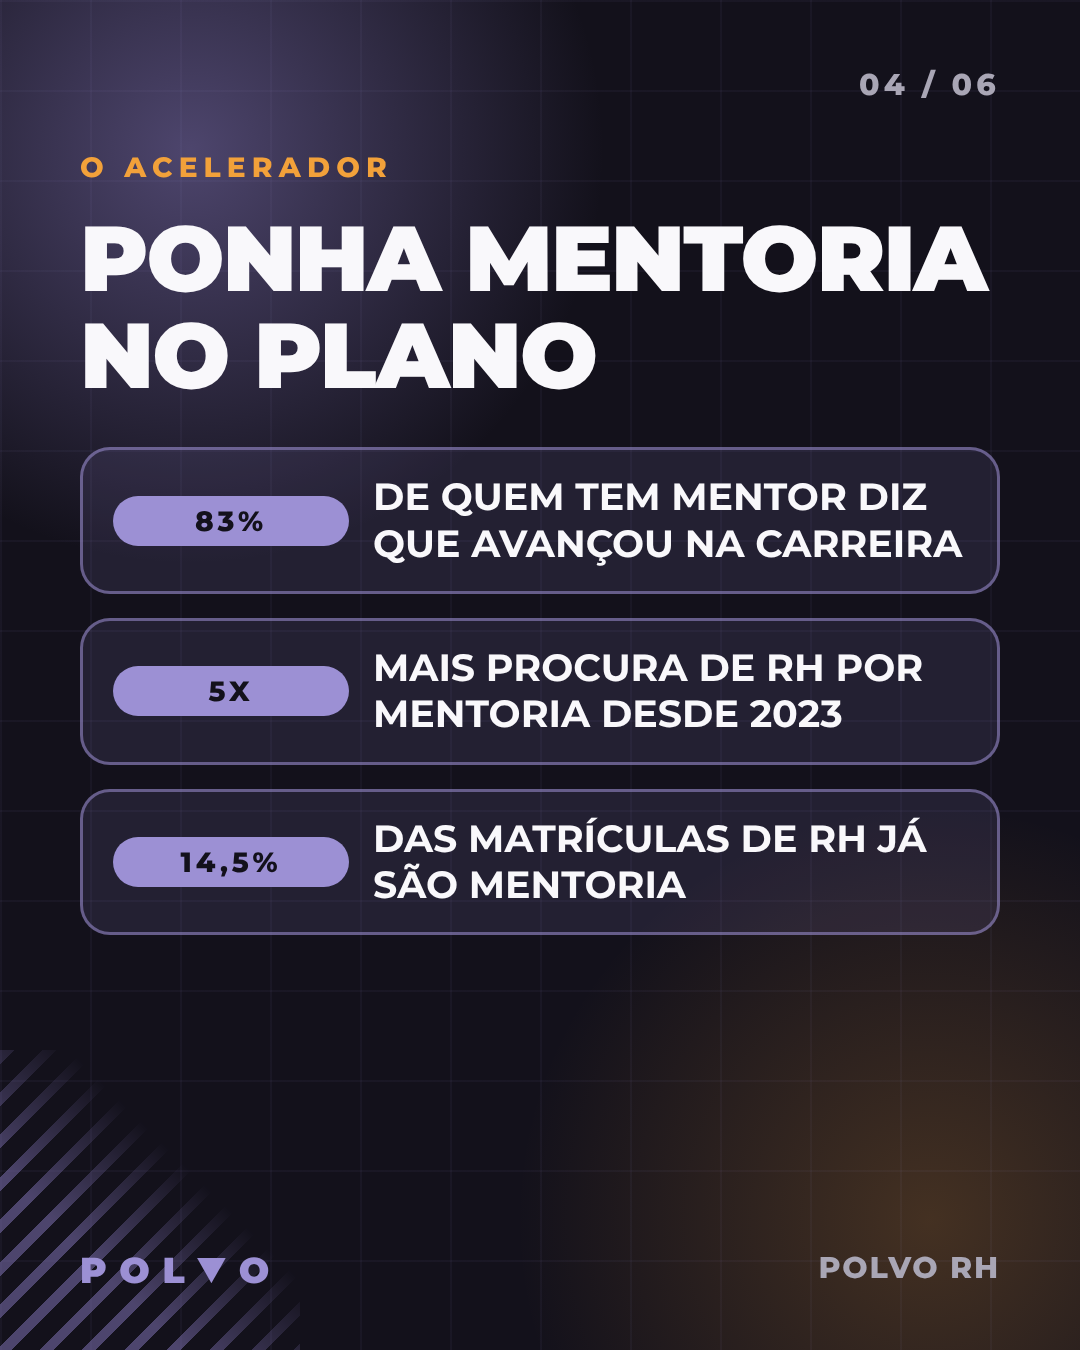 04 / 06
O ACELERADOR
PONHA MENTORIA
NO PLANO
83%
DE QUEM TEM MENTOR DIZ
QUE AVANÇOU NA CARREIRA
5X
MAIS PROCURA DE RH POR
MENTORIA DESDE 2023
14,5%
DAS MATRÍCULAS DE RH JÁ
SÃO MENTORIA
POLVO
POLVO RH